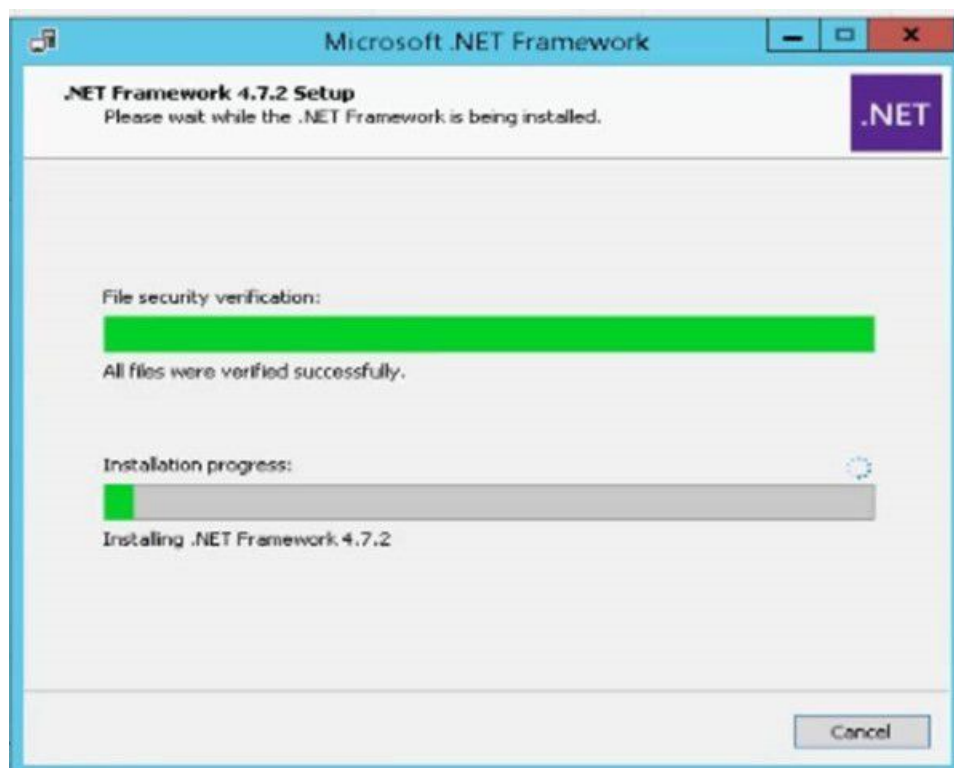 Microsoft .NET Framework
.NET Framework 4.7.2 Setup
Please wait while the .NET Framework is being installed.
.NET
File security verification:
All files were verified successfully.
Installation progress:
Installing .NET Framework 4.7.2
Cancel